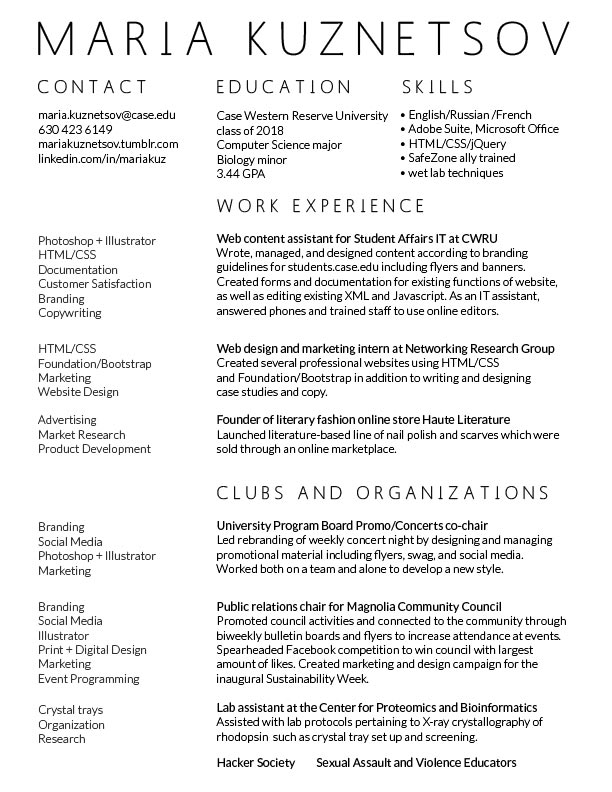 MARIA KUZNETSOV
CONTACT
maria.kuznetsov@case.edu
630 423 6149
mariakuznetsov.tumblr.com
linkedin.com/in/mariakuz
EDUCATION
Case Western Reserve University
class of 2018
Computer Science major
Biology minor
3.44 GPA
SKILLS
• English/Russian /French
• Adobe Suite, Microsoft Office
• HTML/CSS/jQuery
• SafeZone ally trained
• wet lab techniques
WORK EXPERIENCE
Photoshop + Illustrator
HTML/CSS
Documentation
Customer Satisfaction
Branding
Copywriting
Web content assistant for Student Affairs IT at CWRU
Wrote, managed, and designed content according to branding
guidelines for students.case.edu including flyers and banners.
Created forms and documentation for existing functions of website,
as well as editing existing XML and Javascript. As an IT assistant,
answered phones and trained staff to use online editors.
HTML/CSS
Foundation/Bootstrap
Marketing
Website Design
Web design and marketing intern at Networking Research Group
Created several professional websites using HTML/CSS
and Foundation/Bootstrap in addition to writing and designing
case studies and copy.
Advertising
Market Research
Product Development
Founder of literary fashion online store Haute Literature
Launched literature-based line of nail polish and scarves which were
sold through an online marketplace.
CLUBS AND ORGANIZATIONS
Branding
Social Media
Photoshop + Illustrator
Marketing
University Program Board Promo/Concerts co-chair
Led rebranding of weekly concert night by designing and managing
promotional material including flyers, swag, and social media.
Worked both on a team and alone to develop a new style.
Branding
Social Media
Illustrator
Print + Digital Design
Marketing
Event Programming
Public relations chair for Magnolia Community Council
Promoted council activities and connected to the community through
biweekly bulletin boards and flyers to increase attendance at events.
Spearheaded Facebook competition to win council with largest
amount of likes. Created marketing and design campaign for the
inaugural Sustainability Week.
Crystal trays
Organization
Research
Lab assistant at the Center for Proteomics and Bioinformatics
Assisted with lab protocols pertaining to X-ray crystallography of
rhodopsin such as crystal tray set up and screening.
Hacker Society Sexual Assault and Violence Educators